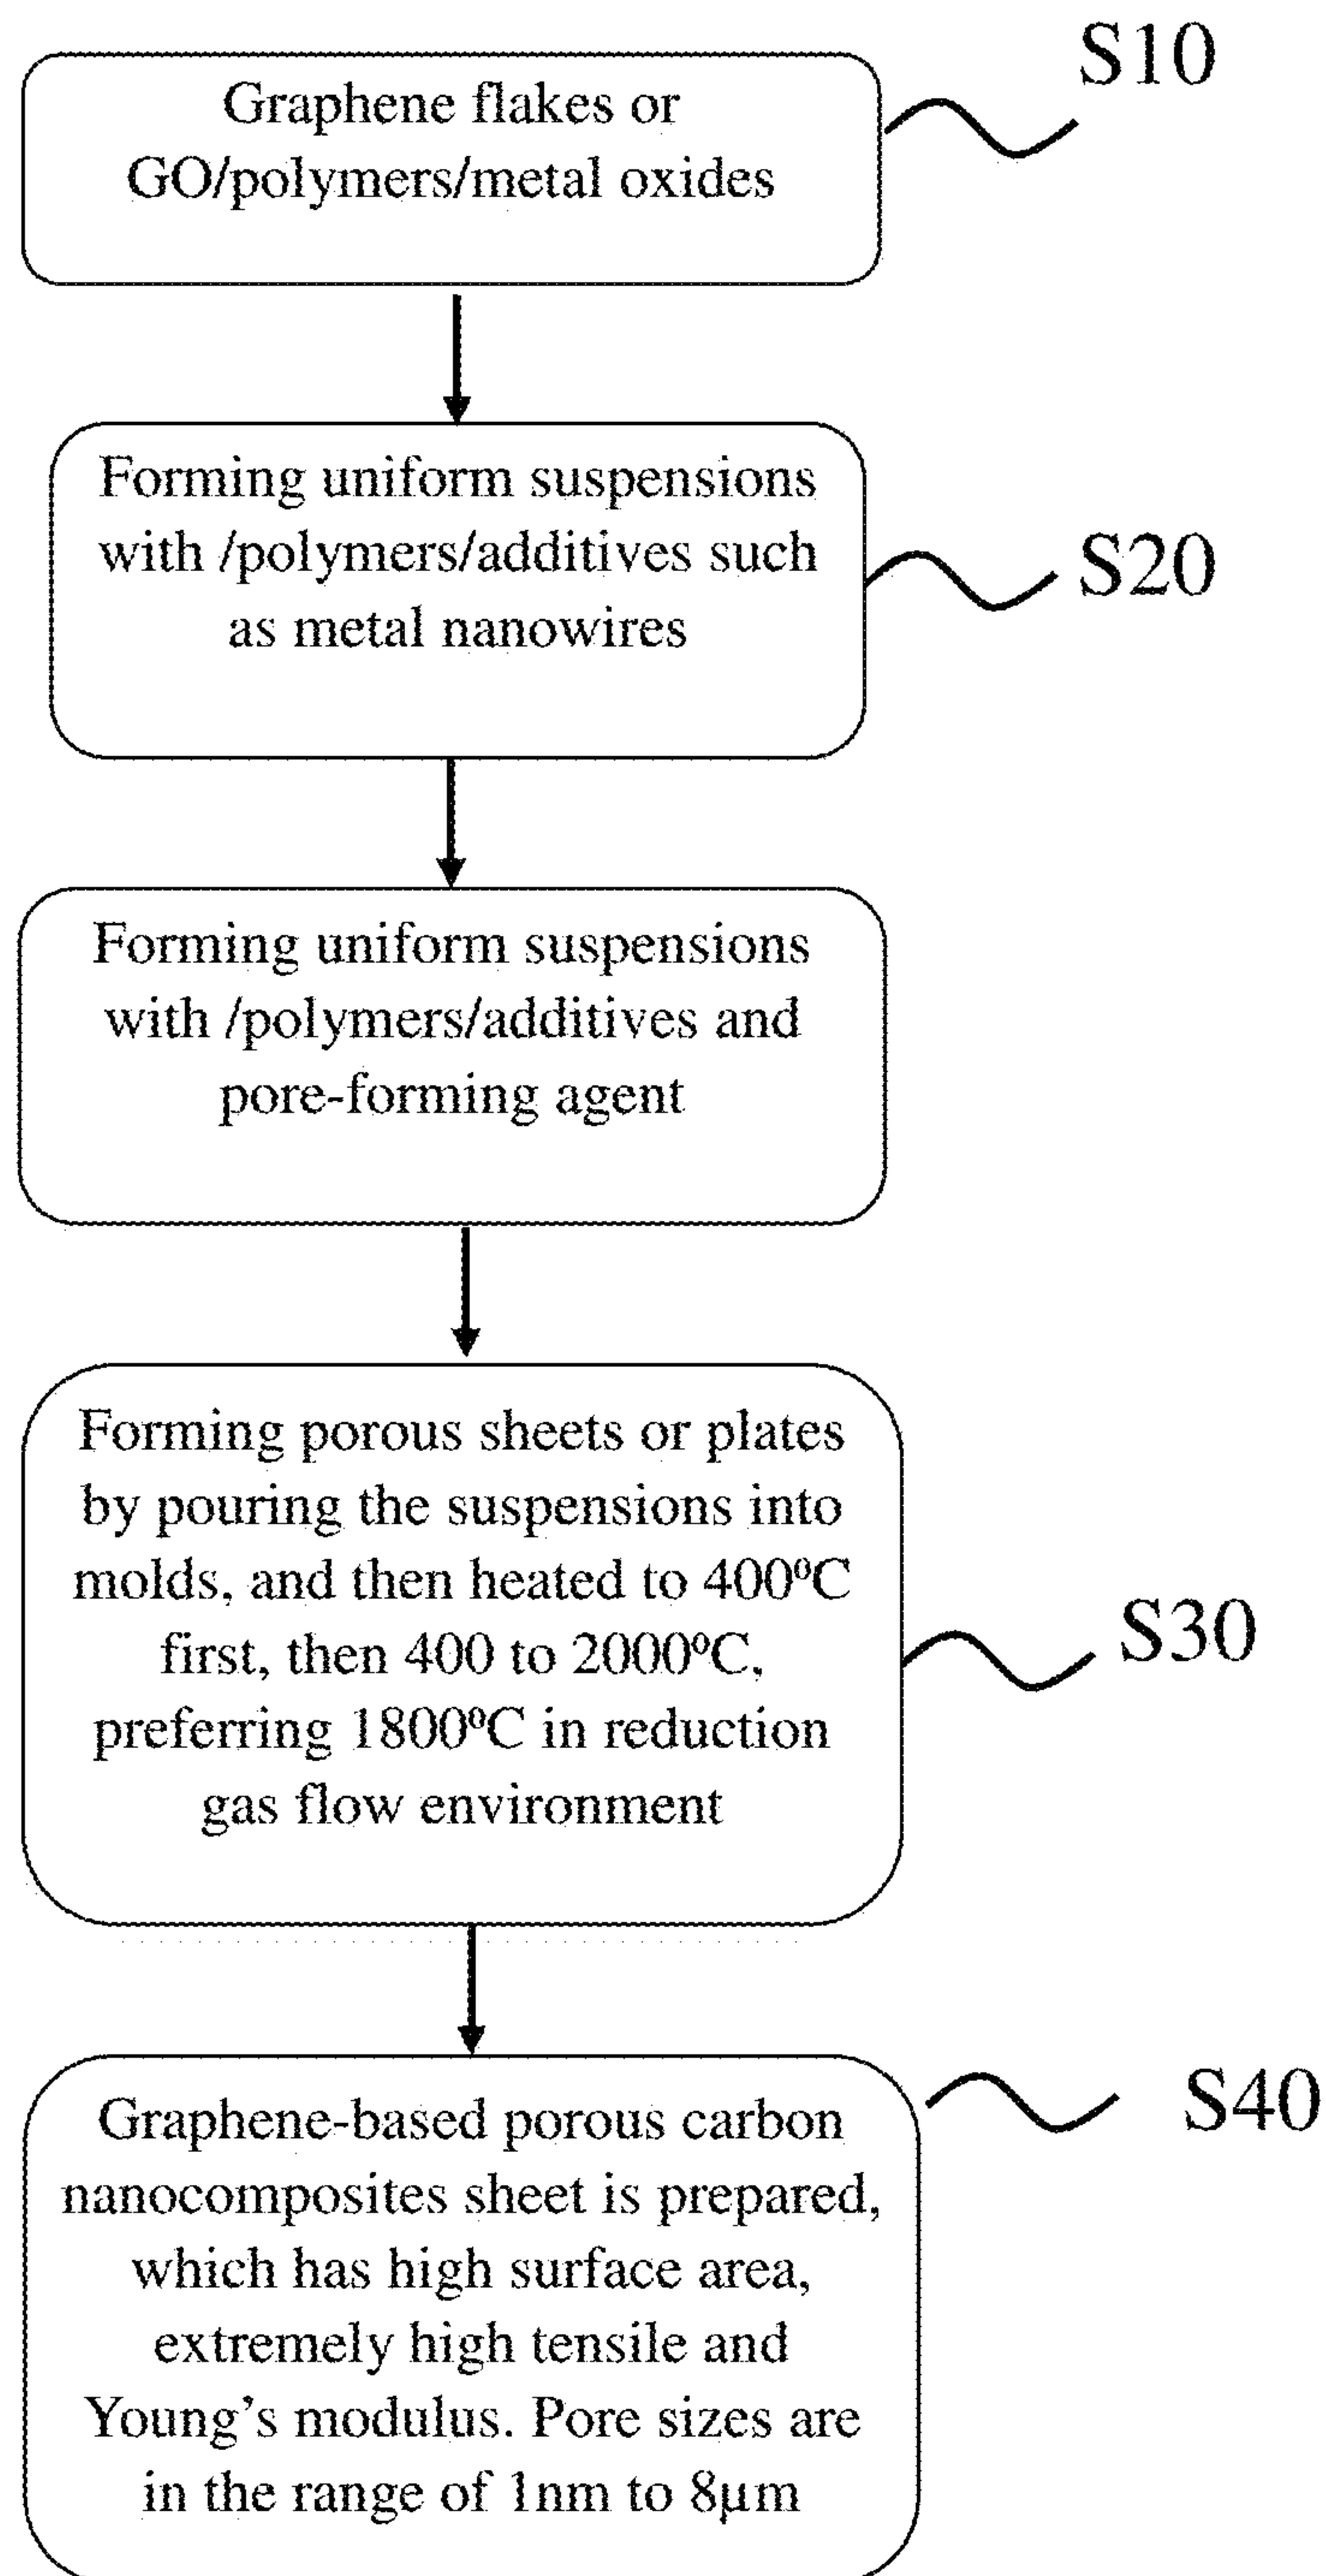 S10
Graphene flakes or
GO/polymers/metal oxides
Forming uniform suspensions
with /polymers/additives such
as metal nanowires
S20
Forming uniform suspensions
with /polymers/additives and
pore-forming agent
Forming porous sheets or plates
by pouring the suspensions into
molds, and then heated to 400⁰C
first, then 400 to 2000⁰C,
preferring 1800⁰C in reduction
gas flow environment
S30
Graphene-based porous carbon
nanocomposites sheet is prepared,
which has high surface area,
extremely high tensile and
Young’s modulus. Pore sizes are
in the range of 1nm to 8μm
S40